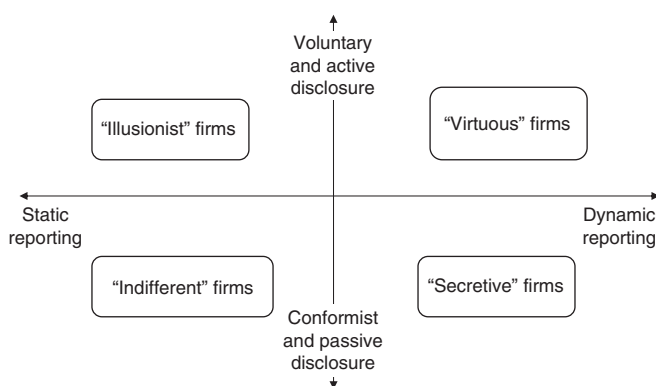 Voluntary
and active
disclosure
“Illusionist” firms
“Virtuous” firms
Static
reporting
Dynamic
reporting
“Indifferent” firms
“Secretive” firms
Conformist
and passive
disclosure